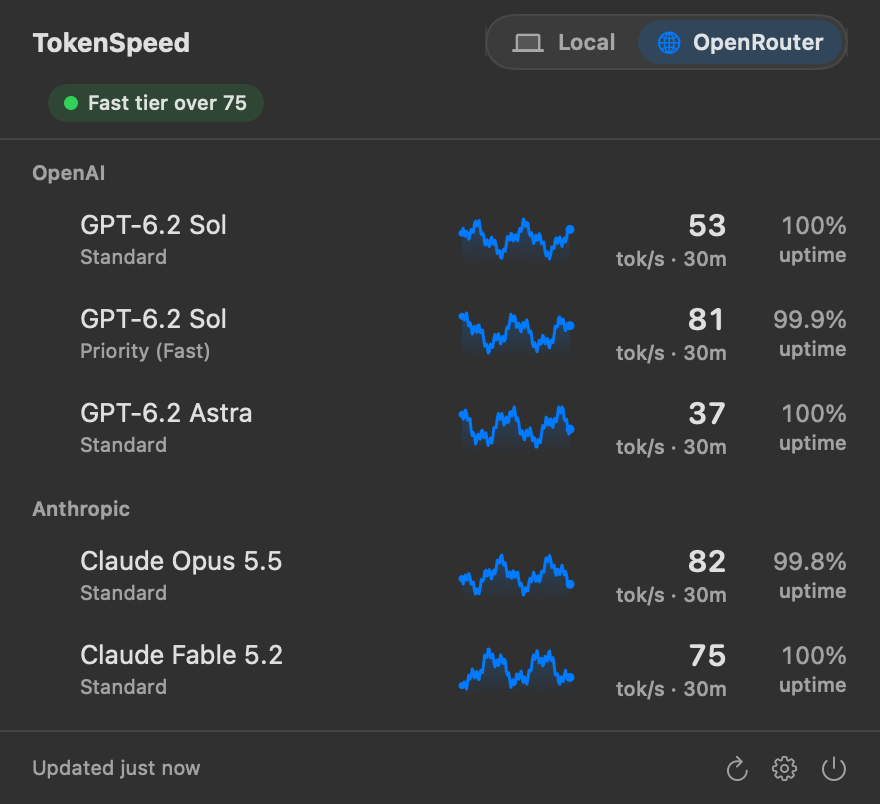 TokenSpeed
Local
OpenRouter
Fast tier over 75
OpenAI
GPT-6.2 Sol
Standard
53
tok/s · 30m
100%
uptime
GPT-6.2 Sol
Priority (Fast)
81
tok/s · 30m
99.9%
uptime
GPT-6.2 Astra
Standard
37
tok/s · 30m
100%
uptime
Anthropic
Claude Opus 5.5
Standard
82
tok/s · 30m
99.8%
uptime
Claude Fable 5.2
Standard
75
tok/s · 30m
100%
uptime
Updated just now